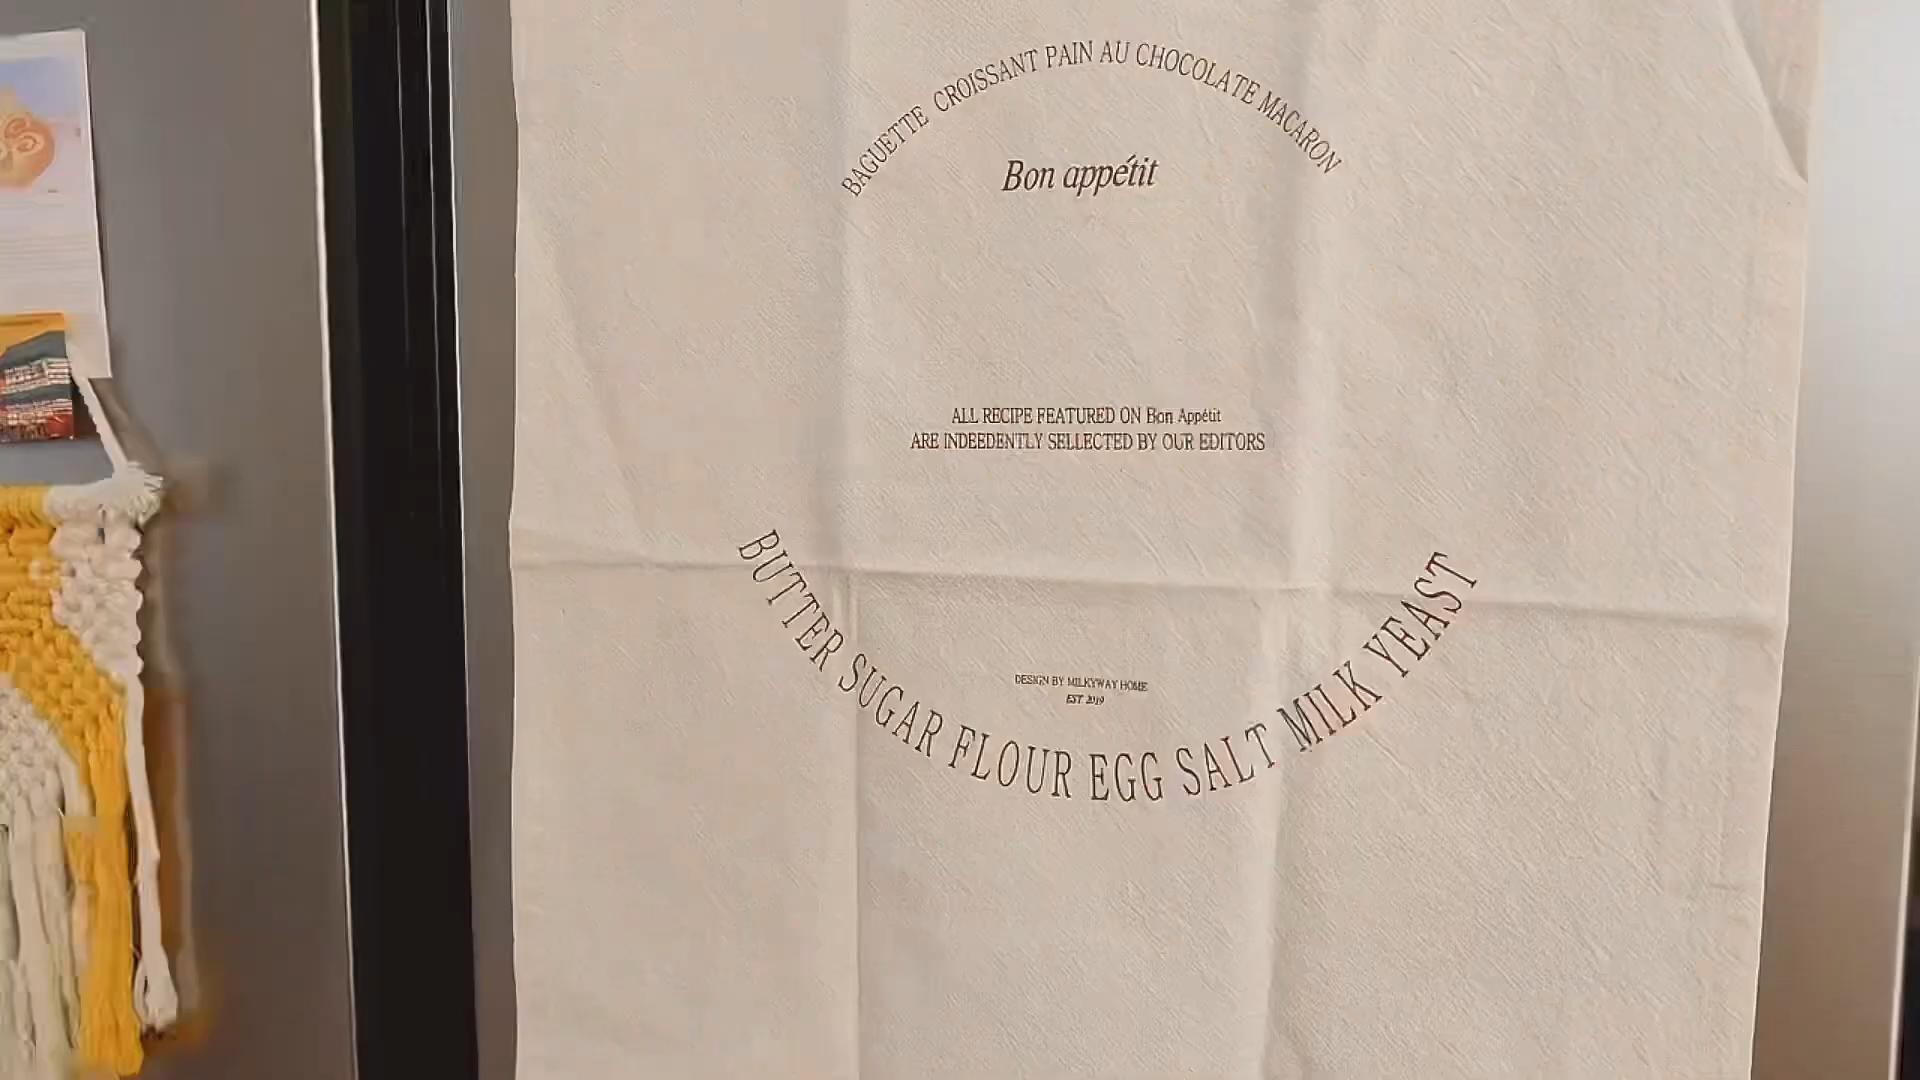 BAGUETTE CROISSANT PAIN AU CHOCOLATE MACARON
Bon appétit
ALL RECIPE FEATURED ON Bon Appétit
ARE INDEEDENTLY SELLECTED BY OUR EDITORS
DESIGN BY MILKYWAY HOME
EST 2019
BUTTER SUGAR FLOUR EGG SALT MILK YEAST